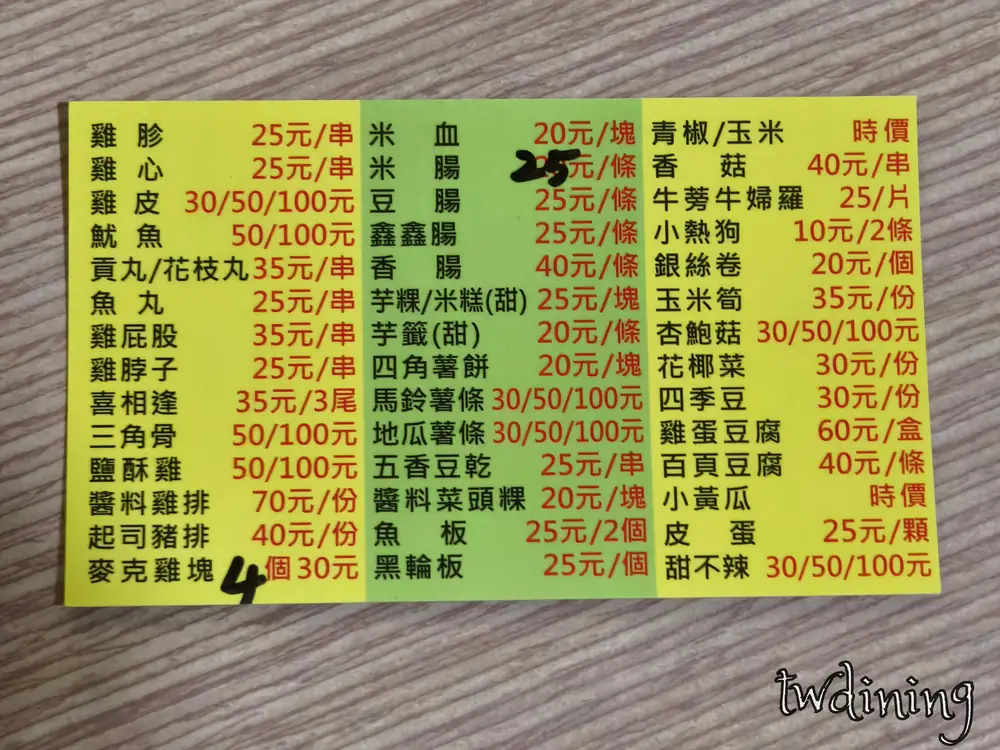 雞胗 25元/串
雞心 25元/串
雞皮 30/50/100元
魷魚 50/100元
貢丸/花枝丸 35元/串
魚丸 25元/串
雞屁股 35元/串
雞脖子 25元/串
喜相逢 35元/3尾
三角骨 50/100元
鹽酥雞 50/100元
醬料雞排 70元/份
起司豬排 40元/份
麥克雞塊 4個30元
米血 20元/塊
米腸 25元/條
豆腸 25元/條
鑫鑫腸 25元/條
香腸 40元/條
芋粿/米糕(甜) 25元/塊
芋籤(甜) 20元/條
四角薯餅 20元/塊
馬鈴薯條 30/50/100元
地瓜薯條 30/50/100元
五香豆乾 25元/串
醬料菜頭粿 20元/塊
魚板 25元/2個
黑輪板 25元/個
青椒/玉米 時價
香菇 40元/串
牛蒡牛婦羅 25/片
小熱狗 10元/2條
銀絲卷 20元/個
玉米筍 35元/份
杏鮑菇 30/50/100元
花椰菜 30元/份
四季豆 30元/份
雞蛋豆腐 60元/盒
百頁豆腐 40元/條
小黃瓜 時價
皮蛋 25元/顆
甜不辣 30/50/100元
twdining